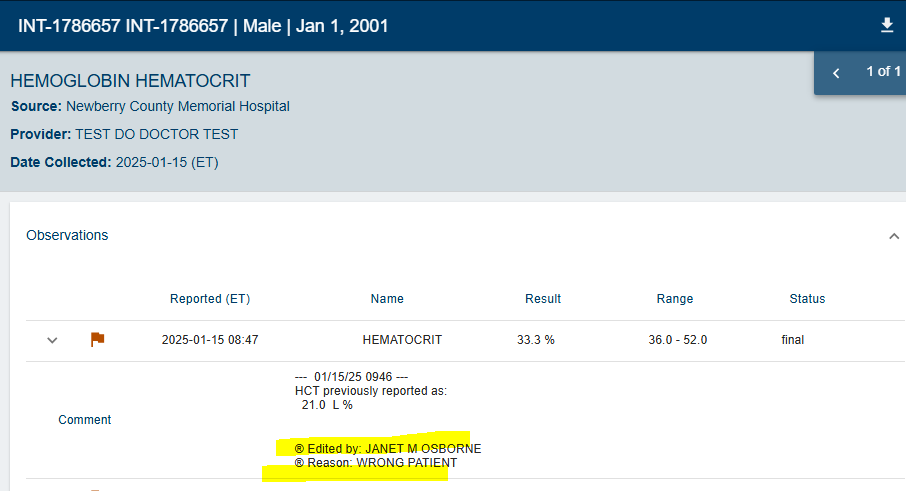 INT-1786657 INT-1786657 | Male | Jan 1, 2001
1 of 1
HEMOGLOBIN HEMATOCRIT
Source: Newberry County Memorial Hospital
Provider: TEST DO DOCTOR TEST
Date Collected: 2025-01-15 (ET)
Observations
Reported (ET) Name Result Range Status
2025-01-15 08:47 HEMATOCRIT 33.3 % 36.0 - 52.0 final
--- 01/15/25 0946 ---
HCT previously reported as:
21.0 L %
Comment
® Edited by: JANET M OSBORNE
® Reason: WRONG PATIENT